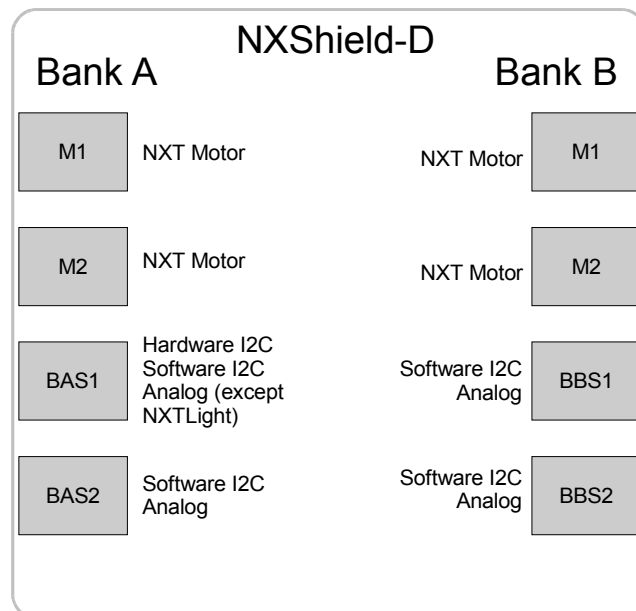 NXShield-D
Bank A
Bank B
M1
NXT Motor
NXT Motor
M1
M2
NXT Motor
NXT Motor
M2
BAS1
Hardware I2C
Software I2C
Analog (except
NXTLight)
Software I2C
Analog
BBS1
BAS2
Software I2C
Analog
Software I2C
Analog
BBS2